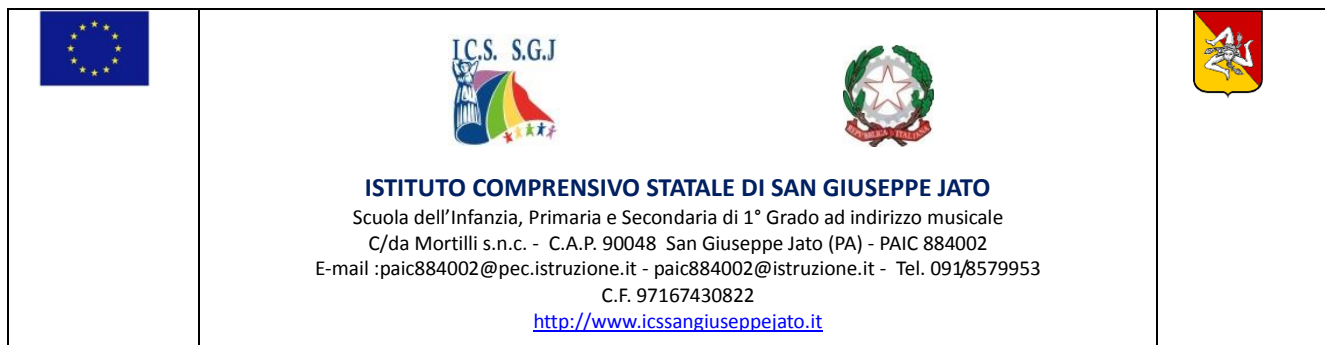 I.C.S. S.G.J
REPVBBLICA ITALIANA
ISTITUTO COMPRENSIVO STATALE DI SAN GIUSEPPE JATO
Scuola dell’Infanzia, Primaria e Secondaria di 1° Grado ad indirizzo musicale
C/da Mortilli s.n.c. - C.A.P. 90048 San Giuseppe Jato (PA) - PAIC 884002
E-mail :paic884002@pec.istruzione.it - paic884002@istruzione.it - Tel. 091/8579953
C.F. 97167430822
http://www.icssangiuseppejato.it